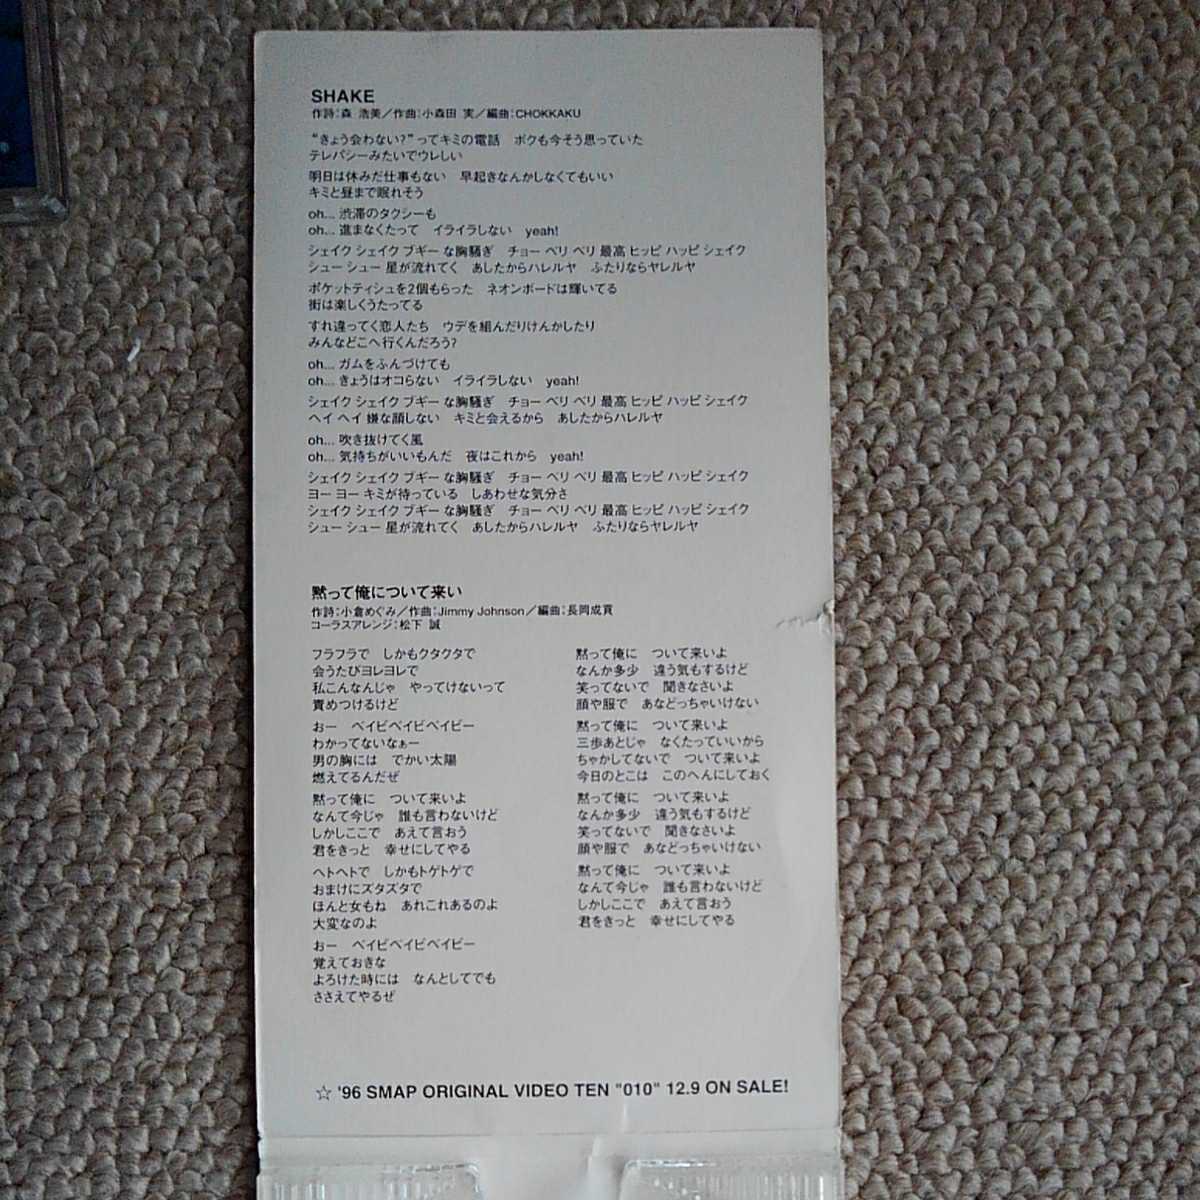 SHAKE
作詩:森 浩美／作曲:小森田 実／編曲:CHOKKAKU
“きょう会わない?”ってキミの電話　ボクも今そう思っていた
テレパシーみたいでウレしい
明日は休みだ仕事もない　早起きなんかしなくてもいい
キミと昼まで眠れそう
oh... 渋滞のタクシーも
oh... 進まなくたって　イライラしない　yeah!
シェイク シェイク ブギー な胸騒ぎ　チョー ベリ ベリ 最高 ヒッピ ハッピ シェイク
シュー シュー 星が流れてく　あしたからハレルヤ　ふたりならヤレルヤ
ポケットティシュを2個もらった　ネオンボードは輝いてる
街は楽しくうたってる
すれ違ってく恋人たち　ウデを組んだりけんかしたり
みんなどこへ行くんだろう?
oh... ガムをふんづけても
oh... きょうはオコらない　イライラしない　yeah!
シェイク シェイク ブギー な胸騒ぎ　チョー ベリ ベリ 最高 ヒッピ ハッピ シェイク
ヘイ ヘイ 嫌な顔しない　キミと会えるから　あしたからハレルヤ
oh... 吹き抜けてく風
oh... 気持ちがいいもんだ　夜はこれから　yeah!
シェイク シェイク ブギー な胸騒ぎ　チョー ベリ ベリ 最高 ヒッピ ハッピ シェイク
ヨー ヨー キミが待っている　しあわせな気分さ
シェイク シェイク ブギー な胸騒ぎ　チョー ベリ ベリ 最高 ヒッピ ハッピ シェイク
シュー シュー 星が流れてく　あしたからハレルヤ　ふたりならヤレルヤ
黙って俺について来い
作詩:小倉めぐみ／作曲:Jimmy Johnson／編曲:長岡成貢
コーラスアレンジ:松下 誠
フラフラで　しかもクタクタで
会うたびヨレヨレで
私こんなんじゃ　やってけないって
責めつけるけど
おー　ベイビベイビベイビー
わかってないなぁー
男の胸には　でかい太陽
燃えてるんだぜ
黙って俺に　ついて来いよ
なんて今じゃ　誰も言わないけど
しかしここで　あえて言おう
君をきっと　幸せにしてやる
ヘトヘトで　しかもトゲトゲで
おまけにズタズタで
ほんと女もね　あれこれあるのよ
大変なのよ
おー　ベイビベイビベイビー
覚えておきな
よろけた時には　なんとしてでも
ささえてやるぜ
黙って俺に　ついて来いよ
なんか多少　違う気もするけど
笑ってないで　聞きなさいよ
顔や服で　あなどっちゃいけない
黙って俺に　ついて来いよ
三歩あとじゃ　なくたっていいから
ちゃかしてないで　ついて来いよ
今日のとこは　このへんにしておく
黙って俺に　ついて来いよ
なんか多少　違う気もするけど
笑ってないで　聞きなさいよ
顔や服で　あなどっちゃいけない
黙って俺に　ついて来いよ
なんて今じゃ　誰も言わないけど
しかしここで　あえて言おう
君をきっと　幸せにしてやる
☆ '96 SMAP ORIGINAL VIDEO TEN "010" 12.9 ON SALE!